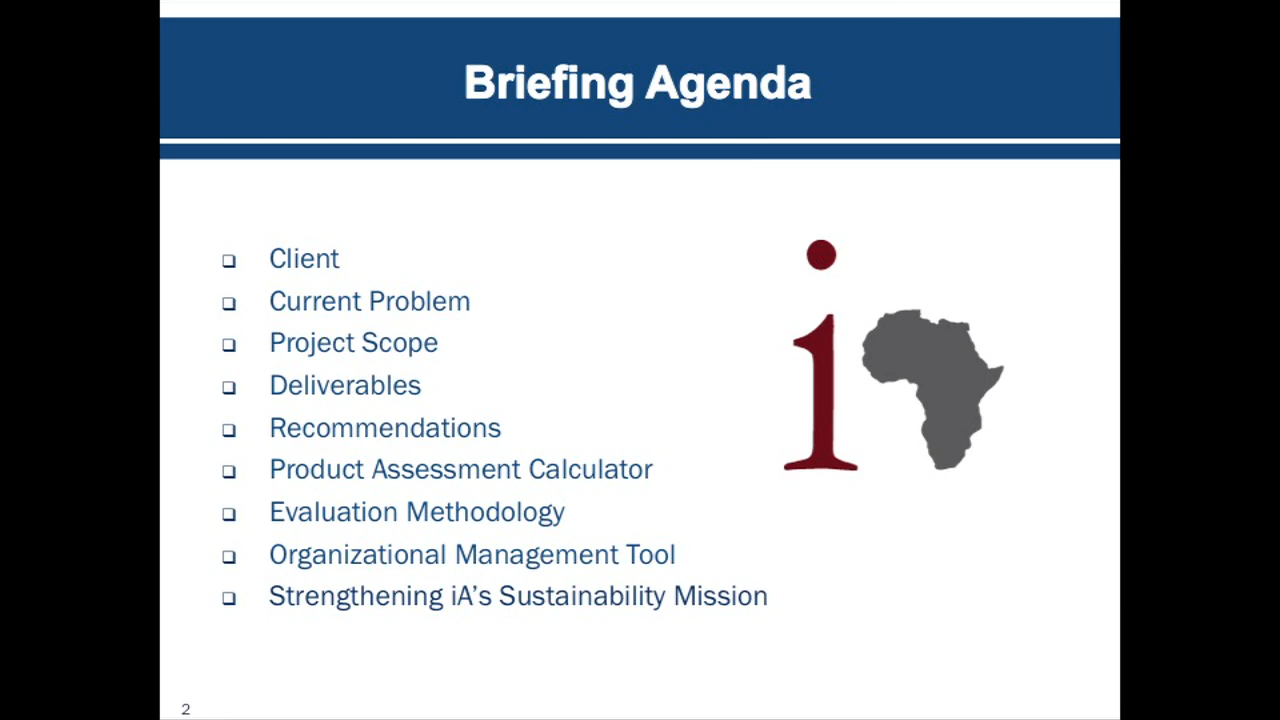 Briefing Agenda
Client
Current Problem
Project Scope
Deliverables
Recommendations
Product Assessment Calculator
Evaluation Methodology
Organizational Management Tool
Strengthening iA’s Sustainability Mission
i
2